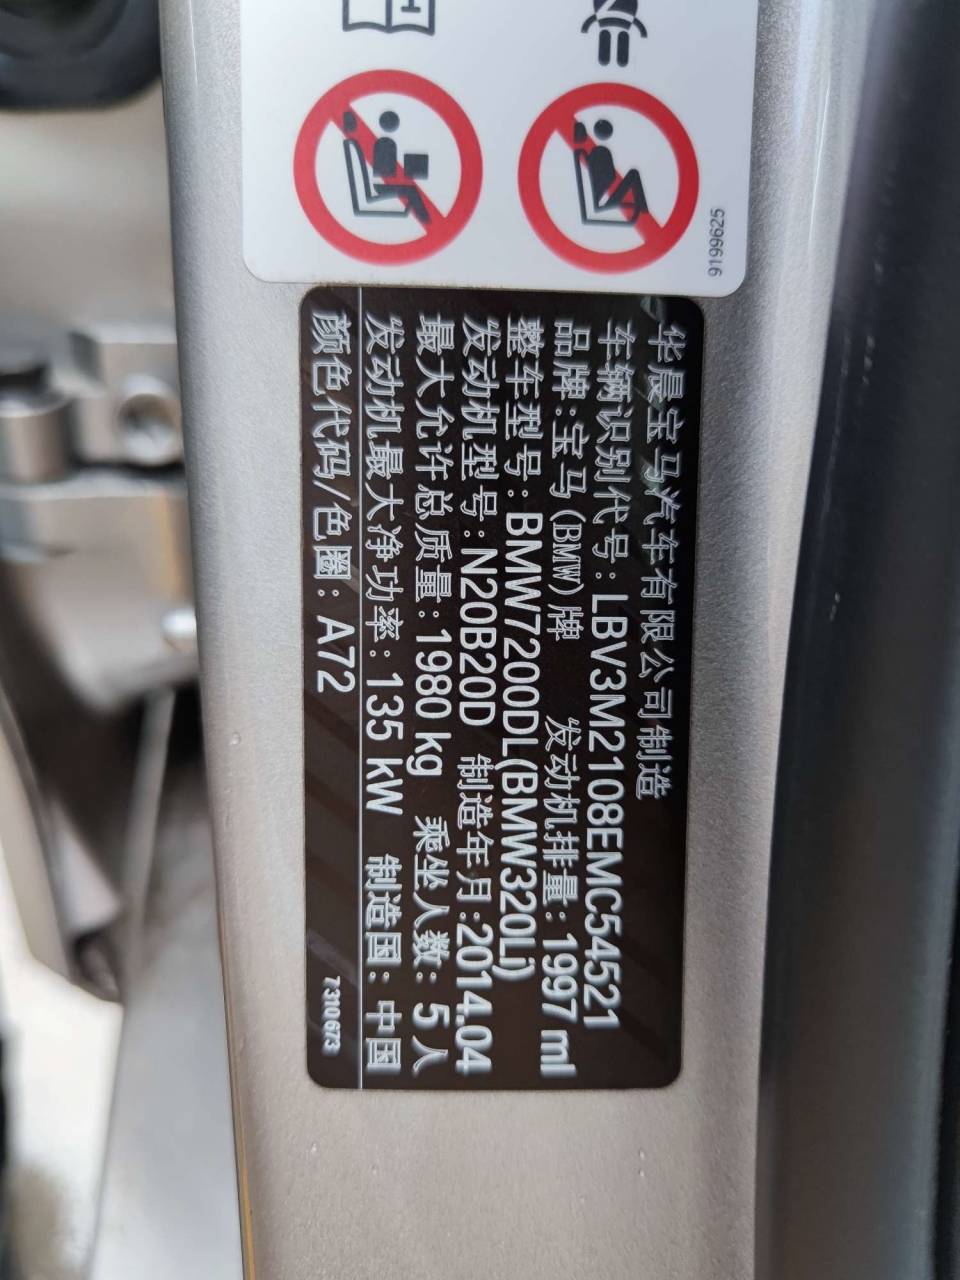 9199625
华晨宝马汽车有限公司制造
车辆识别代号:LBV3M2108EMC54521
品牌:宝马(BMW)牌 发动机排量:1997 ml
整车型号:BMW7200DL(BMW320Li)
发动机型号:N20B20D 制造年月:2014.04
最大允许总质量:1980 kg 乘坐人数:5人
发动机最大净功率:135 kW 制造国:中国
颜色代码/色圈:A72 7 310 673